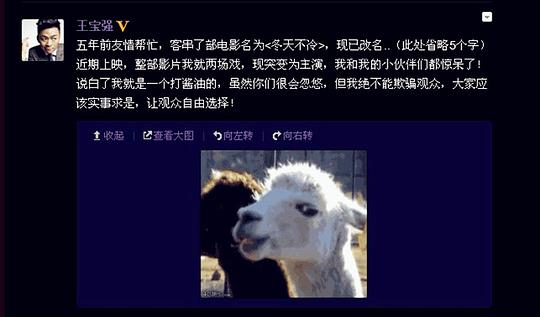 王宝强
五年前友情帮忙，客串了部电影名为<冬天不冷>，现已改名..（此处省略5个字）
近期上映，整部影片我就两场戏，现突变为主演，我和我的小伙伴们都惊呆了！
说白了我就是一个打酱油的，虽然你们很会忽悠，但我绝不能欺骗观众，大家应
该实事求是，让观众自由选择！
收起 | 查看大图 | 向左转 | 向右转